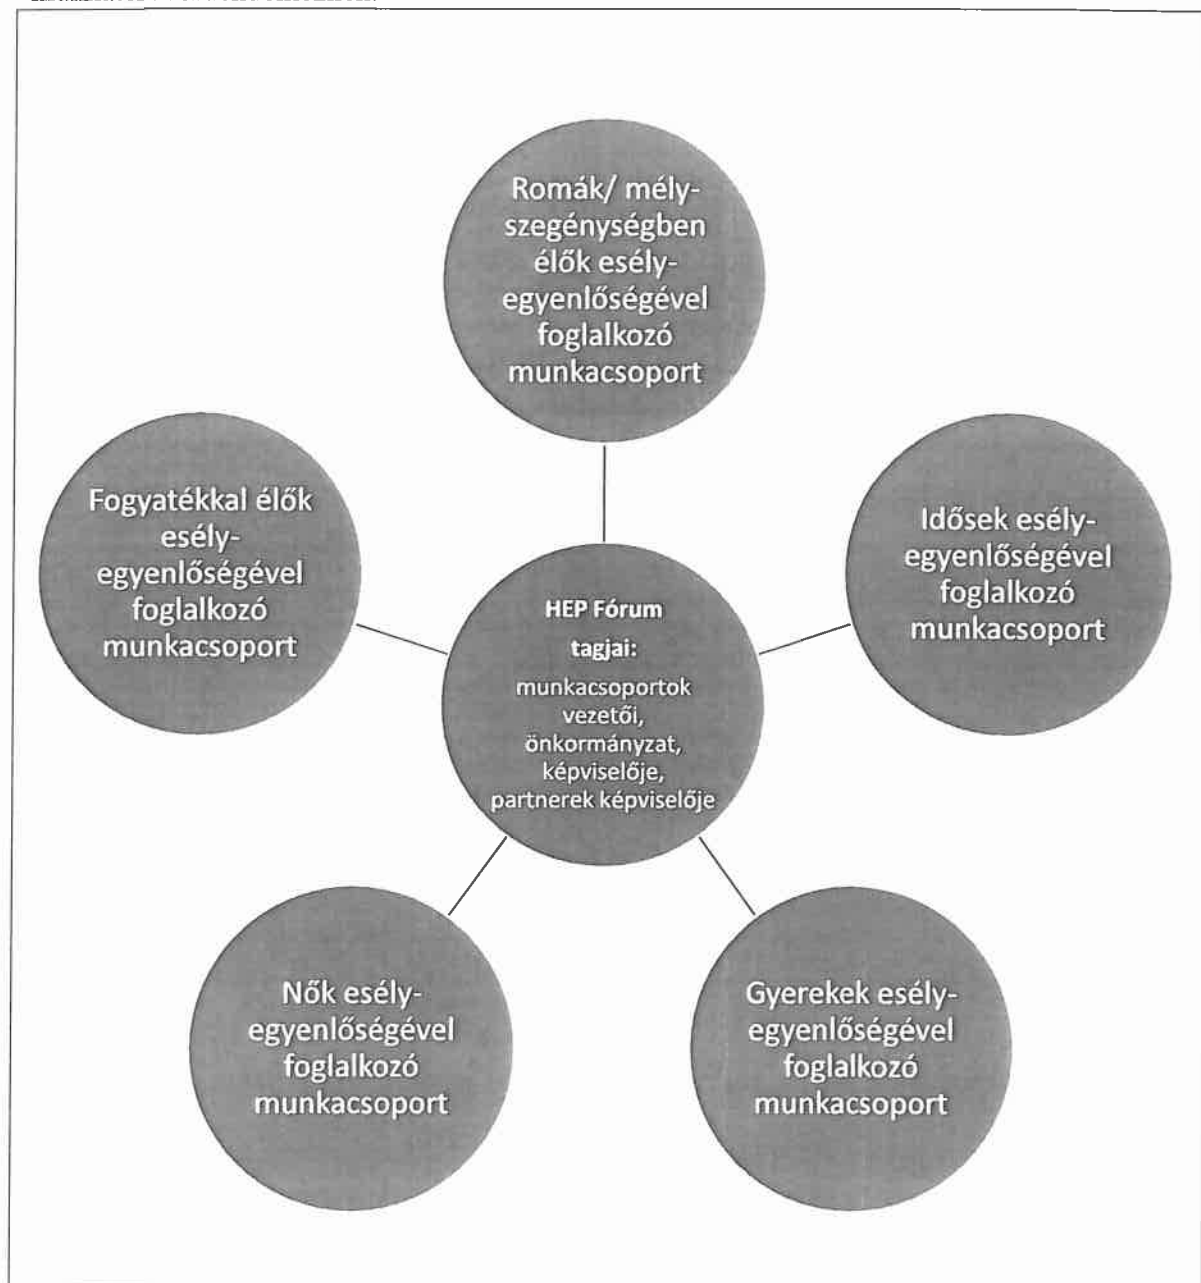 Romák/ mély-
szegénységben
élők esély-
egyenlőségével
foglalkozó
munkacsoport
Fogyatékkal élők
esély-
egyenlőségével
foglalkozó
munkacsoport
Idősek esély-
egyenlőségével
foglalkozó
munkacsoport
HEP Fórum
tagjai:
munkacsoportok
vezetői,
önkormányzat,
képviselője,
partnerek képviselője
Nők esély-
egyenlőségével
foglalkozó
munkacsoport
Gyerekek esély-
egyenlőségével
foglalkozó
munkacsoport